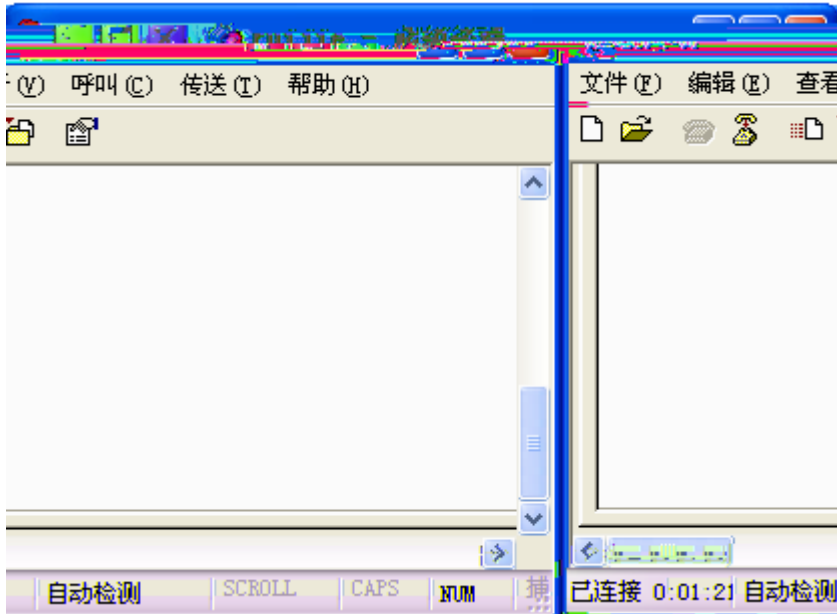 (V) 呼叫(C) 传送(T) 帮助(H)
文件(F) 编辑(E) 查看
自动检测 SCROLL CAPS NUM 捕
已连接 0:01:21 自动检测